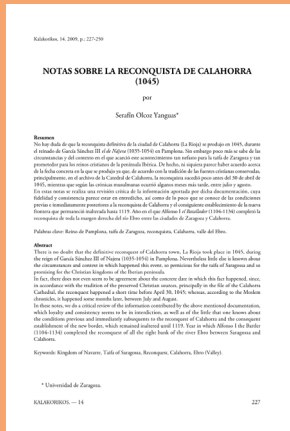 Kalakorikos, 14. 2009, p.: 227-250
NOTAS SOBRE LA RECONQUISTA DE CALAHORRA
(1045)
por
Serafín Olcoz Yanguas*
Resumen
No hay duda de que la reconquista definitiva de la ciudad de Calahorra (La Rioja) se produjo en 1045, durante
el reinado de García Sánchez III el de Nájera (1035-1054) en Pamplona. Sin embargo poco más se sabe de las
circunstancias y del contexto en el que acaeció este acontecimiento tan nefasto para la taifa de Zaragoza y tan
prometedor para los reinos cristianos de la península Ibérica. De hecho, ni siquiera parece haber acuerdo acerca
de la fecha concreta en la que se produjo ya que, de acuerdo con la tradición de las fuentes cristianas conservadas,
principalmente, en el archivo de la Catedral de Calahorra, la reconquista sucedió poco antes del 30 de abril de
1045, mientras que según las crónicas musulmanas ocurrió algunos meses más tarde, entre julio y agosto.
En estas notas se realiza una revisión crítica de la información aportada por dicha documentación, cuya
fidelidad y consistencia parece estar en entredicho, así como de lo poco que se conoce de las condiciones
previas e inmediatamente posteriores a la reconquista de Calahorra y el consiguiente establecimiento de la nueva
frontera que permaneció inalterada hasta 1119. Año en el que Alfonso I el Batallador (1104-1134) completó la
reconquista de toda la margen derecha del río Ebro entre las ciudades de Zaragoza y Calahorra.
Palabras clave: Reino de Pamplona, taifa de Zaragoza, reconquista, Calahorra, valle del Ebro.
Abstract
There is no doubt that the definitive reconquest of Calahorra town, La Rioja took place in 1045, during
the reign of García Sánchez III of Najera (1035-1054) in Pamplona. Nevertheless little else is known about
the circumstances and context in which happened this event, so pernicious for the taifa of Saragossa and so
promising for the Christian kingdoms of the Iberian peninsula.
In fact, there does not even seem to be agreement about the concrete date in which this fact happened, since,
in accordance with the tradition of the preserved Christian sources, principally in the file of the Calahorra
Cathedral, the reconquest happened a short time before April 30, 1045; whereas, according to the Moslem
chronicles, it happened some months later, between July and August.
In these notes, we do a critical review of the information contributed by the above mentioned documentation,
which loyalty and consistency seems to be in interdiction, as well as of the little that one knows about
the conditions previous and immediately subsequents to the reconquest of Calahorra and the consequent
establishment of the new border, which remained inaltered until 1119. Year in which Alfonso I the Battler
(1104-1134) completed the reconquest of all the right bank of the river Ebro between Saragossa and
Calahorra.
Keywords: Kingdom of Navarre, Taifa of Saragossa, Reconquest, Calahorra, Ebro (Valley).
* Universidad de Zaragoza.
KALAKORIKOS. — 14
227